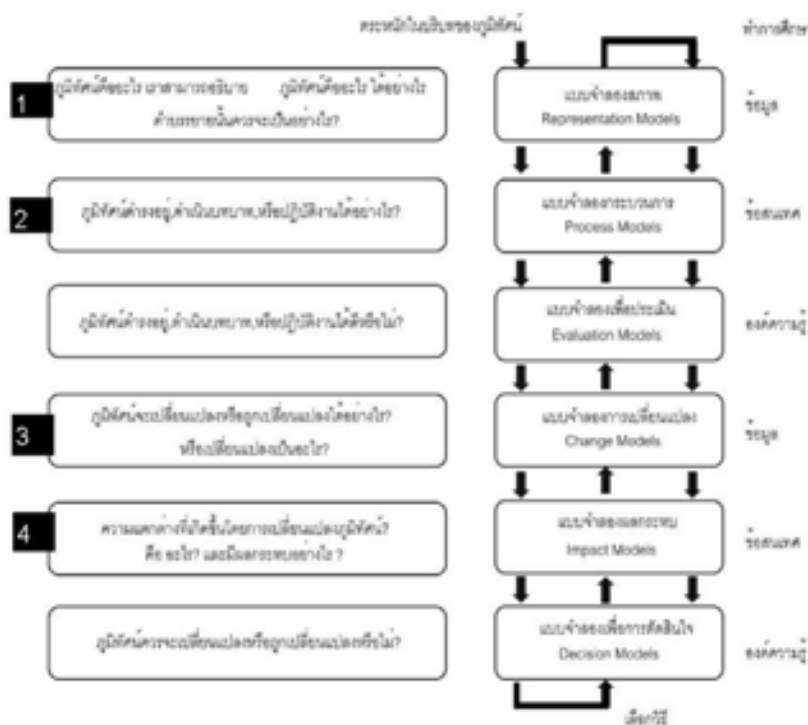 ตระหนักในบริบทของภูมิทัศน์
ทำการศึกษา
1
ภูมิทัศน์คืออะไร เราสามารถอธิบาย ภูมิทัศน์คืออะไร ได้อย่างไร
คำบรรยายนั้นควรจะเป็นอย่างไร?
แบบจำลองสภาพ
Representation Models
ข้อมูล
2
ภูมิทัศน์ดำรงอยู่,ดำเนินบทบาท,หรือปฏิบัติงานได้อย่างไร?
แบบจำลองกระบวนการ
Process Models
ข้อสนเทศ
ภูมิทัศน์ดำรงอยู่,ดำเนินบทบาท,หรือปฏิบัติงานได้ดีหรือไม่?
แบบจำลองเพื่อประเมิน
Evaluation Models
องค์ความรู้
3
ภูมิทัศน์จะเปลี่ยนแปลงหรือถูกเปลี่ยนแปลงได้อย่างไร?
หรือเปลี่ยนแปลงเป็นอะไร?
แบบจำลองการเปลี่ยนแปลง
Change Models
ข้อมูล
4
ความแตกต่างที่เกิดขึ้นโดยการเปลี่ยนแปลงภูมิทัศน์?
คือ อะไร? และมีผลกระทบอย่างไร ?
แบบจำลองผลกระทบ
Impact Models
ข้อสนเทศ
ภูมิทัศน์ควรจะเปลี่ยนแปลงหรือถูกเปลี่ยนแปลงหรือไม่?
แบบจำลองเพื่อการตัดสินใจ
Decision Models
องค์ความรู้
เลือกวิธี